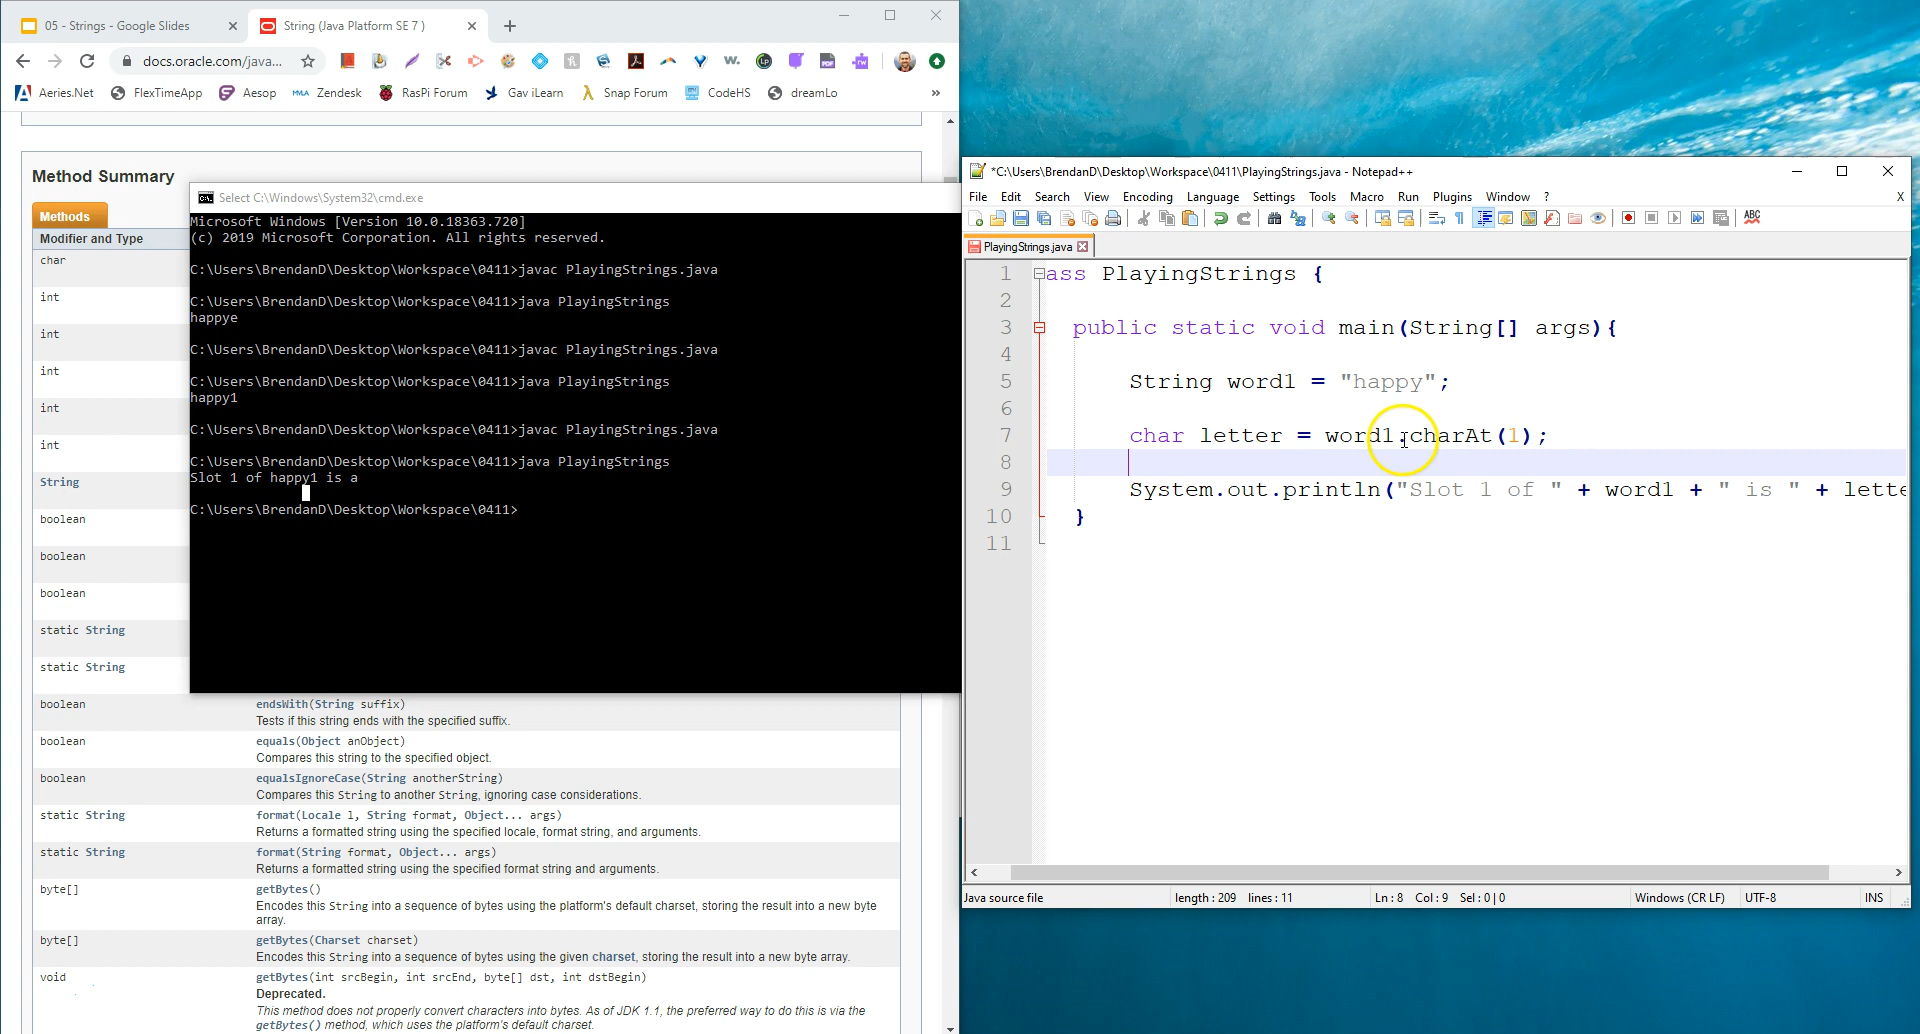 05 - Strings - Google Slides
String (Java Platform SE 7 )
docs.oracle.com/java...
Aeries.Net FlexTimeApp Aesop MLA Zendesk RasPi Forum Gav iLearn Snap Forum CodeHS dreamLo »
Method Summary
Methods
Modifier and Type
char
int
int
int
int
int
String
boolean
boolean
boolean
static String
static String
boolean
endsWith(String suffix)
Tests if this string ends with the specified suffix.
boolean
equals(Object anObject)
Compares this string to the specified object.
boolean
equalsIgnoreCase(String anotherString)
Compares this String to another String, ignoring case considerations.
static String
format(Locale l, String format, Object... args)
Returns a formatted string using the specified locale, format string, and arguments.
static String
format(String format, Object... args)
Returns a formatted string using the specified format string and arguments.
byte[]
getBytes()
Encodes this String into a sequence of bytes using the platform's default charset, storing the result into a new byte
array.
byte[]
getBytes(Charset charset)
Encodes this String into a sequence of bytes using the given charset, storing the result into a new byte array.
void
getBytes(int srcBegin, int srcEnd, byte[] dst, int dstBegin)
Deprecated.
This method does not properly convert characters into bytes. As of JDK 1.1, the preferred way to do this is via the
getBytes() method, which uses the platform's default charset.
Select C:\Windows\System32\cmd.exe
Microsoft Windows [Version 10.0.18363.720]
(c) 2019 Microsoft Corporation. All rights reserved.
C:\Users\BrendanD\Desktop\Workspace\0411>javac PlayingStrings.java
C:\Users\BrendanD\Desktop\Workspace\0411>java PlayingStrings
happye
C:\Users\BrendanD\Desktop\Workspace\0411>javac PlayingStrings.java
C:\Users\BrendanD\Desktop\Workspace\0411>java PlayingStrings
happy1
C:\Users\BrendanD\Desktop\Workspace\0411>javac PlayingStrings.java
C:\Users\BrendanD\Desktop\Workspace\0411>java PlayingStrings
Slot 1 of happy1 is a
C:\Users\BrendanD\Desktop\Workspace\0411>
*C:\Users\BrendanD\Desktop\Workspace\0411\PlayingStrings.java - Notepad++
File Edit Search View Encoding Language Settings Tools Macro Run Plugins Window ? X
ABC
PlayingStrings.java
1 ass PlayingStrings {
2
3 public static void main(String[] args){
4
5 String word1 = "happy";
6
7 char letter = word1.charAt(1);
8
9 System.out.println("Slot 1 of " + word1 + " is " + lette
10 }
11
Java source file length : 209 lines : 11 Ln : 8 Col : 9 Sel : 0 | 0 Windows (CR LF) UTF-8 INS